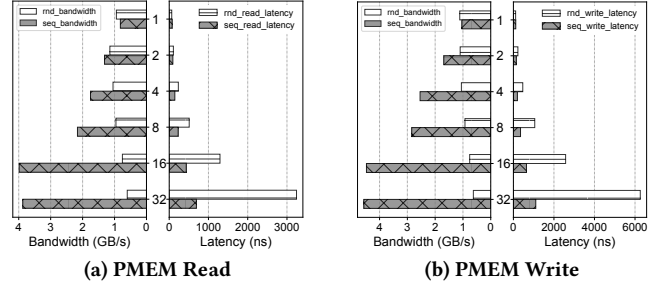 rnd_bandwidth
seq_bandwidth
rnd_read_latency
seq_read_latency
1
2
4
8
16
32
4 3 2 1 0
0 1000 2000 3000
Bandwidth (GB/s)
Latency (ns)
(a) PMEM Read
rnd_bandwidth
seq_bandwidth
rnd_write_latency
seq_write_latency
1
2
4
8
16
32
4 3 2 1 0
0 2000 4000 6000
Bandwidth (GB/s)
Latency (ns)
(b) PMEM Write